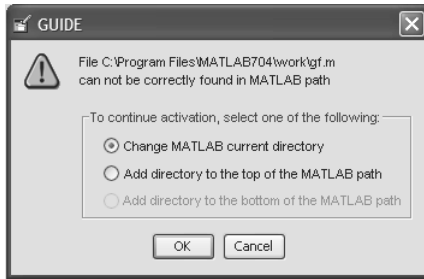 GUIDE
File C:\Program Files\MATLAB704\work\gf.m
can not be correctly found in MATLAB path
To continue activation, select one of the following:
Change MATLAB current directory
Add directory to the top of the MATLAB path
Add directory to the bottom of the MATLAB path
OK Cancel